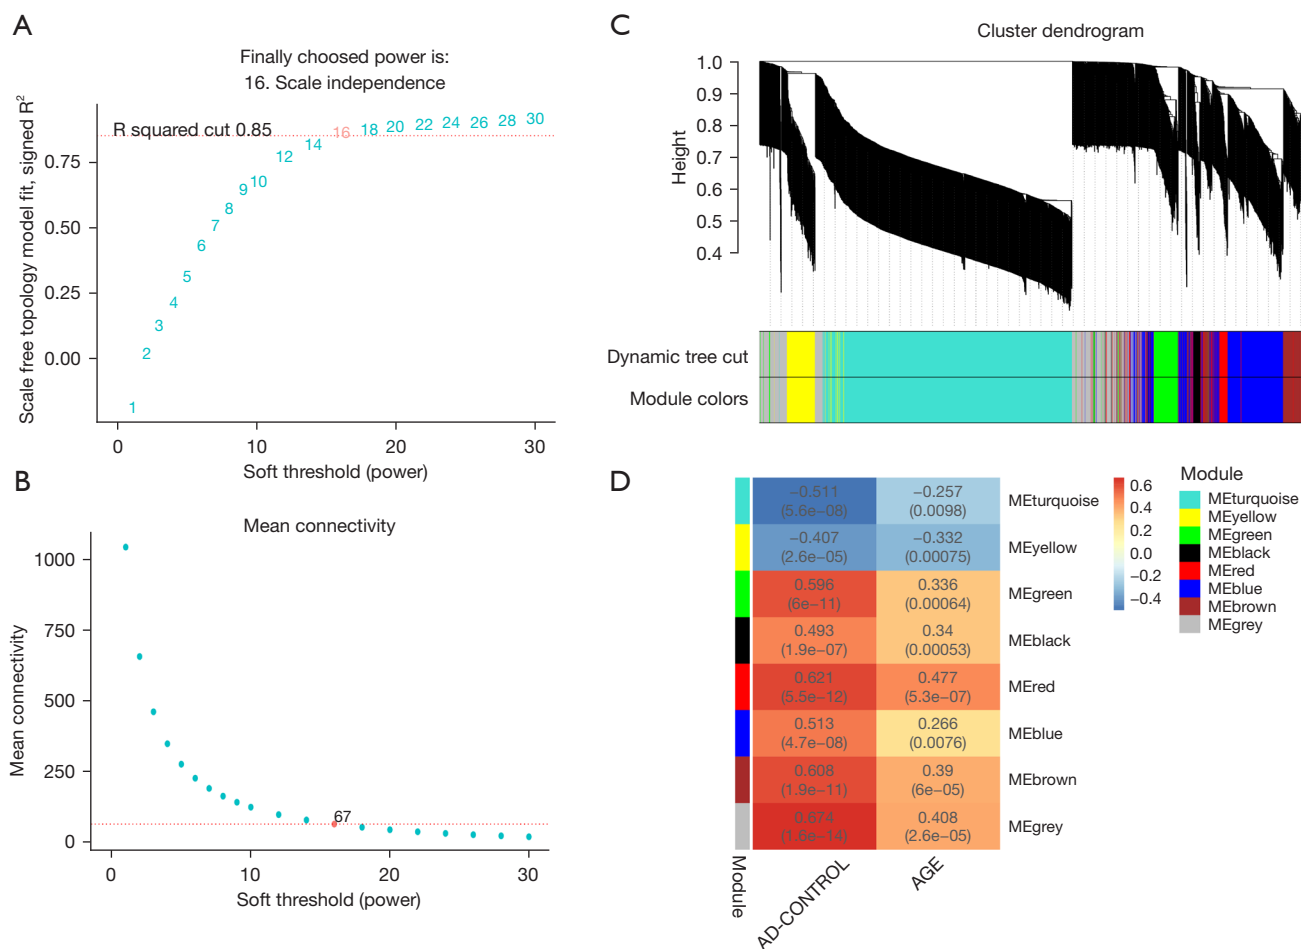 A
Finally choosed power is:
16. Scale independence
Scale free topology model fit, signed R²
R squared cut 0.85
0.75
0.50
0.25
0.00
1
2
3
4
5
6
7
8
9
10
12
14
16
18
20
22
24
26
28
30
0 10 20 30
Soft threshold (power)
B
Mean connectivity
Mean connectivity
1000
750
500
250
0
67
0 10 20 30
Soft threshold (power)
C
Cluster dendrogram
Height
1.0
0.9
0.8
0.7
0.6
0.5
0.4
Dynamic tree cut
Module colors
D
−0.511
(5.6e−08)
−0.257
(0.0098)
MEturquoise
−0.407
(2.6e−05)
−0.332
(0.00075)
MEyellow
0.596
(6e−11)
0.336
(0.00064)
MEgreen
0.493
(1.9e−07)
0.34
(0.00053)
MEblack
0.621
(5.5e−12)
0.477
(5.3e−07)
MEred
0.513
(4.7e−08)
0.266
(0.0076)
MEblue
0.608
(1.9e−11)
0.39
(6e−05)
MEbrown
0.674
(1.6e−14)
0.408
(2.6e−05)
MEgrey
Module
AD-CONTROL
AGE
0.6
0.4
0.2
0.0
−0.2
−0.4
Module
MEturquoise
MEyellow
MEgreen
MEblack
MEred
MEblue
MEbrown
MEgrey